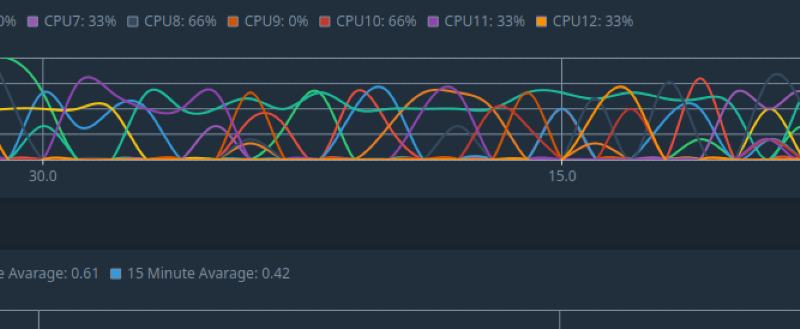 0% CPU7: 33% CPU8: 66% CPU9: 0% CPU10: 66% CPU11: 33% CPU12: 33%
30.0 15.0
e Avarage: 0.61 15 Minute Avarage: 0.42